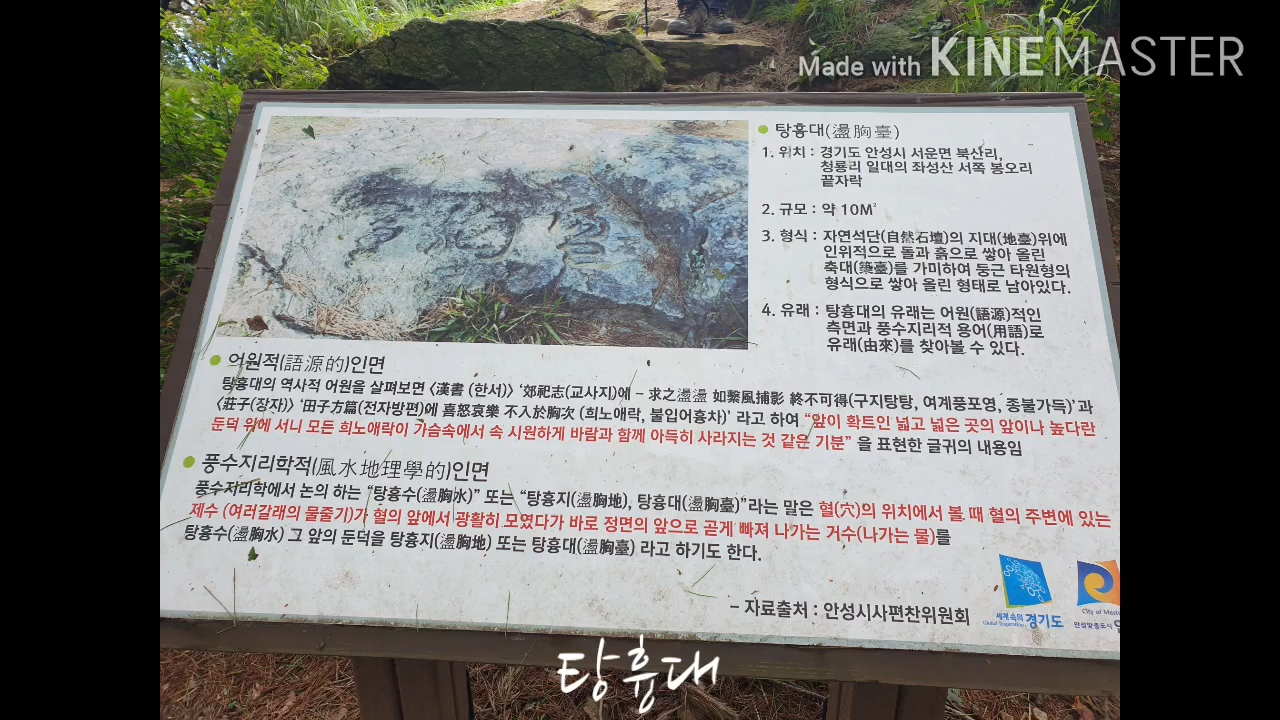 Made with KINEMASTER
● 탕흉대(盪胸臺)
1. 위치 : 경기도 안성시 서운면 북산리,
청룡리 일대의 좌성산 서쪽 봉오리
끝자락
2. 규모 : 약 10M²
3. 형식 : 자연석단(自然石壇)의 지대(地臺)위에
인위적으로 돌과 흙으로 쌓아 올린
축대(築臺)를 가미하여 둥근 타원형의
형식으로 쌓아 올린 형태로 남아있다.
4. 유래 : 탕흉대의 유래는 어원(語源)적인
측면과 풍수지리적 용어(用語)로
유래(由來)를 찾아볼 수 있다.
● 어원적(語源的)인면
탕흉대의 역사적 어원을 살펴보면 〈漢書 (한서)〉 ‘郊祀志(교사지)에 – 求之盪盪 如繫風捕影 終不可得(구지탕탕, 여계풍포영, 종불가득)’과
〈莊子(장자)〉 ‘田子方篇(전자방편)에 喜怒哀樂 不入於胸次 (희노애락, 불입어흉차)’ 라고 하여 “앞이 확트인 넓고 넓은 곳의 앞이나 높다란
둔덕 위에 서니 모든 희노애락이 가슴속에서 속 시원하게 바람과 함께 아득히 사라지는 것 같은 기분” 을 표현한 글귀의 내용임
● 풍수지리학적(風水地理學的)인면
풍수지리학에서 논의 하는 “탕흉수(盪胸水)” 또는 “탕흉지(盪胸地), 탕흉대(盪胸臺)”라는 말은 혈(穴)의 위치에서 볼 때 혈의 주변에 있는
제수 (여러갈래의 물줄기)가 혈의 앞에서 광활히 모였다가 바로 정면의 앞으로 곧게 빠져 나가는 거수(나가는 물)를
탕흉수(盪胸水) 그 앞의 둔덕을 탕흉지(盪胸地) 또는 탕흉대(盪胸臺) 라고 하기도 한다.
– 자료출처 : 안성시사편찬위원회
세계속의 경기도
Global Inspiration
City of
안성맞춤도시
탕흉대